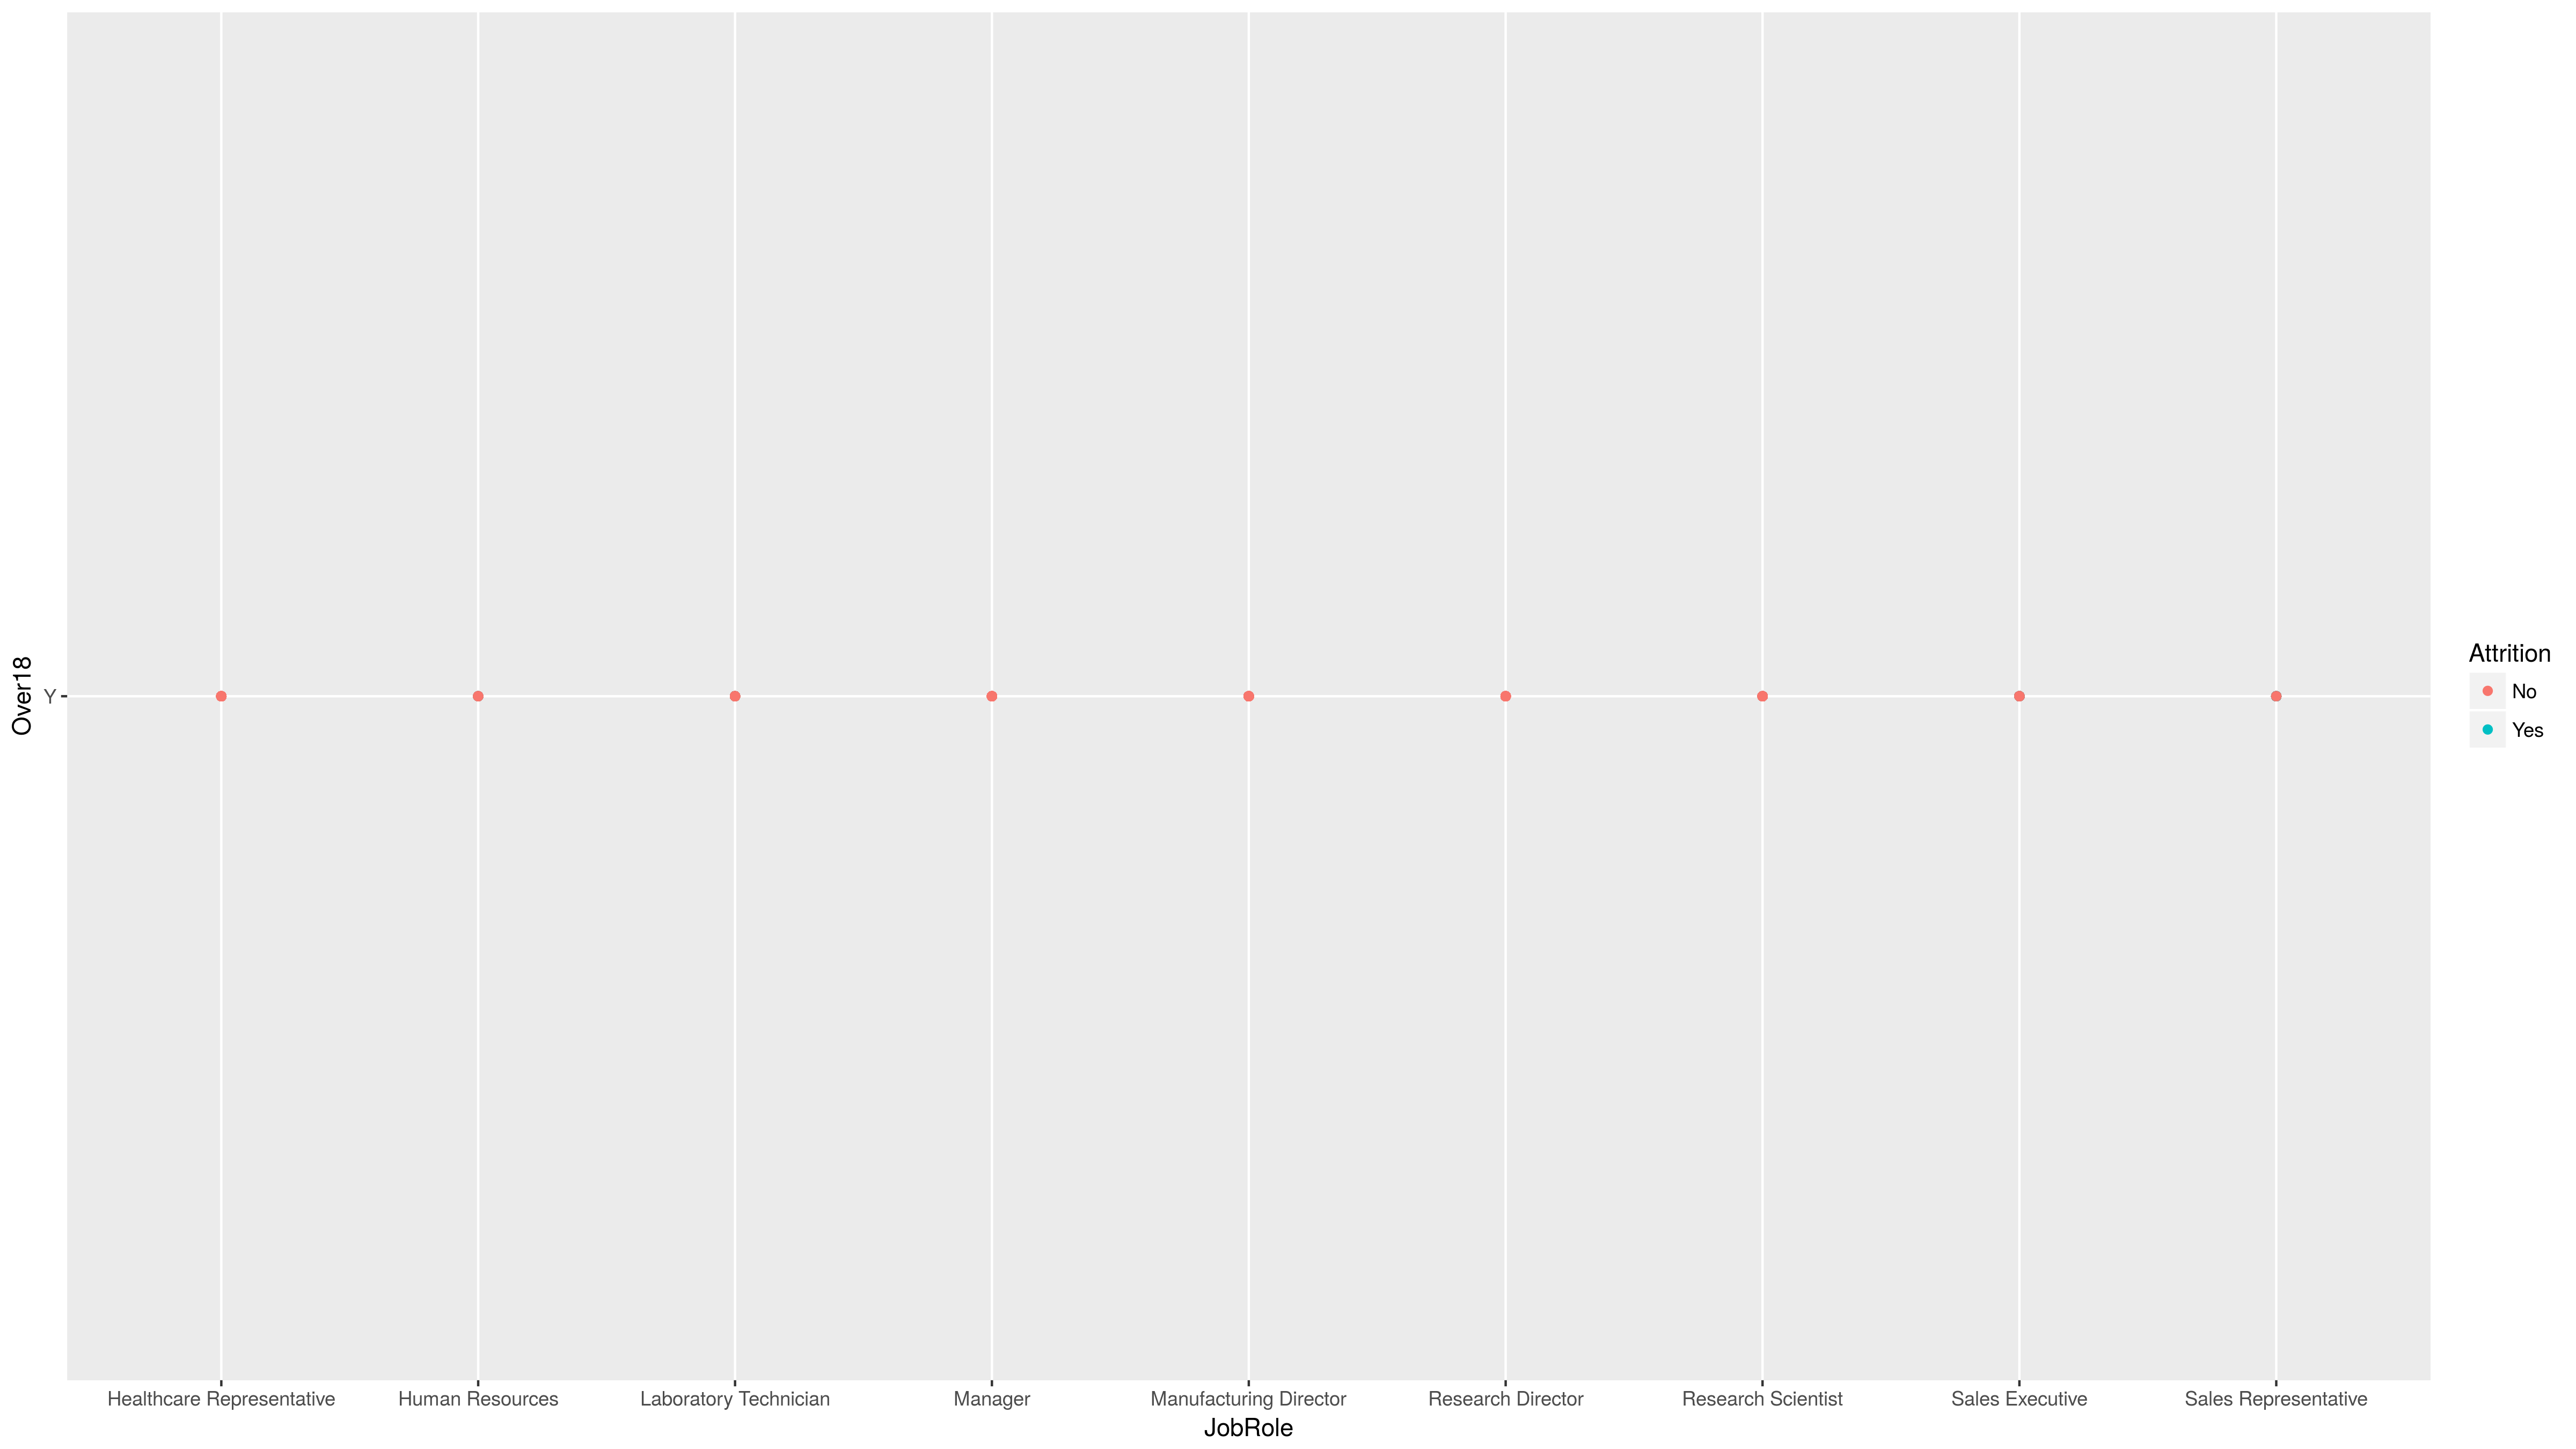 Over18
Y
Attrition
No
Yes
Healthcare Representative
Human Resources
Laboratory Technician
Manager
Manufacturing Director
Research Director
Research Scientist
Sales Executive
Sales Representative
JobRole